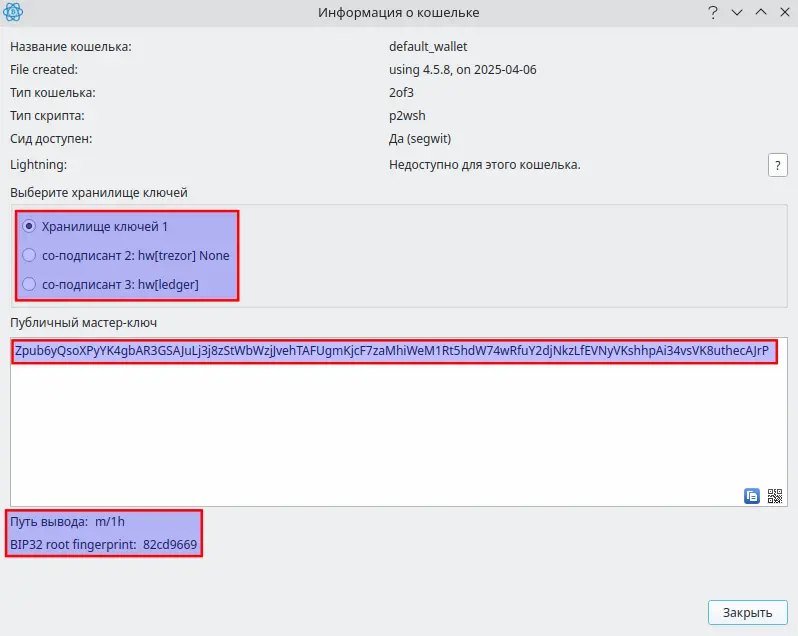 Информация о кошельке
Название кошелька: default_wallet
File created: using 4.5.8, on 2025-04-06
Тип кошелька: 2of3
Тип скрипта: p2wsh
Сид доступен: Да (segwit)
Lightning: Недоступно для этого кошелька. ?
Выберите хранилище ключей
Хранилище ключей 1
со-подписант 2: hw[trezor] None
со-подписант 3: hw[ledger]
Публичный мастер-ключ
Zpub6yQsoXPyYK4gbAR3GSAJuLj3j8zStWbWzjJvehTAFUgmKjcF7zaMhiWeM1Rt5hdW74wRfuY2djNkzLfEVNyVKshhpAi34vsVK8uthecAJrP
Путь вывода: m/1h
BIP32 root fingerprint: 82cd9669
Закрыть